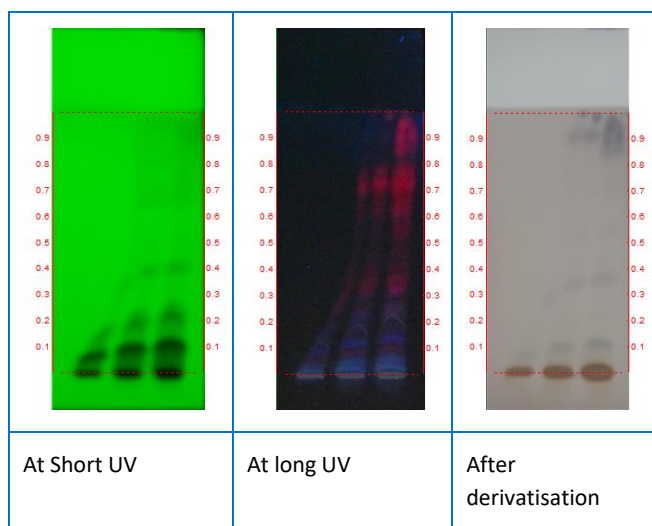 0.9 0.9 0.9 0.9 0.9 0.9
0.8 0.8 0.8 0.8 0.8 0.8
0.7 0.7 0.7 0.7 0.7 0.7
0.6 0.6 0.6 0.6 0.6 0.6
0.5 0.5 0.5 0.5 0.5 0.5
0.4 0.4 0.4 0.4 0.4 0.4
0.3 0.3 0.3 0.3 0.3 0.3
0.2 0.2 0.2 0.2 0.2 0.2
0.1 0.1 0.1 0.1 0.1 0.1
At Short UV
At long UV
After
derivatisation